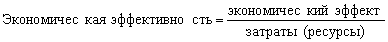 Экономичес кая эффективно сть = экономичес кий эффект
затраты (ресурсы)